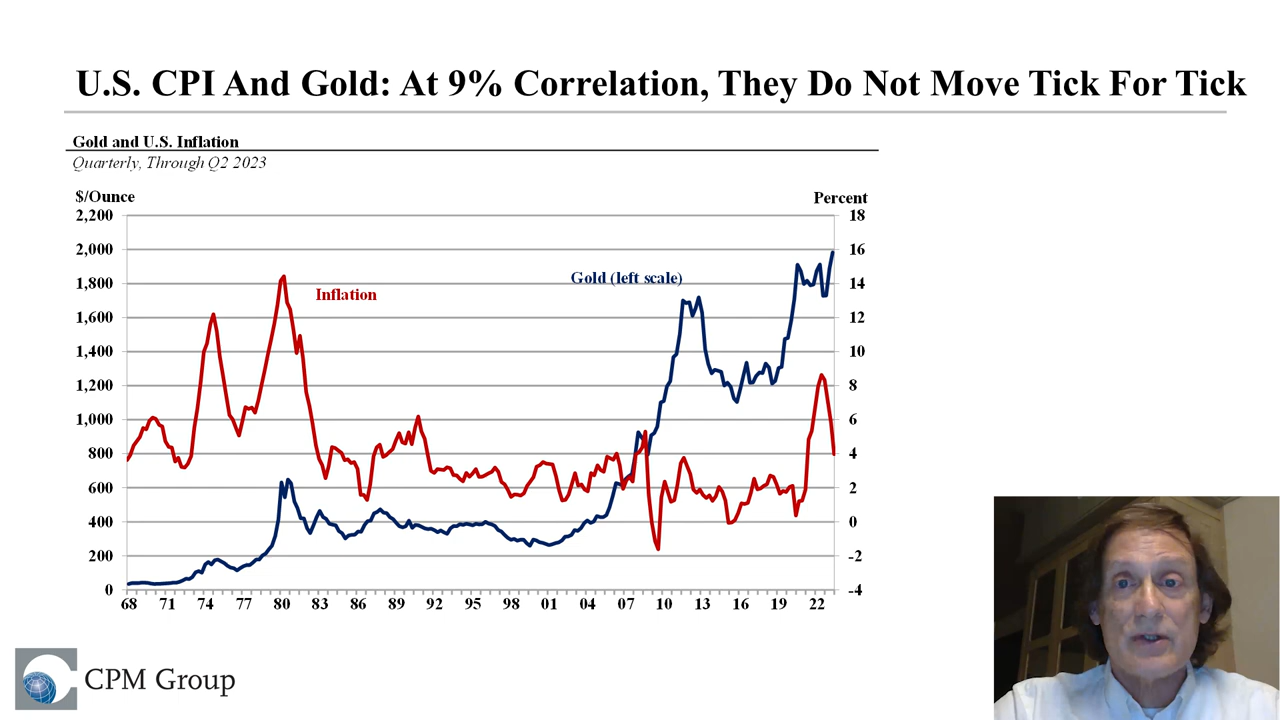 U.S. CPI And Gold: At 9% Correlation, They Do Not Move Tick For Tick
Gold and U.S. Inflation
Quarterly, Through Q2 2023
$/Ounce
Percent
2,200
18
2,000
16
Gold (left scale)
1,800
14
Inflation
1,600
12
1,400
10
1,200
8
1,000
6
800
4
600
2
400
0
200
-2
0
-4
68 71 74 77 80 83 86 89 92 95 98 01 04 07 10 13 16 19 22
CPM Group